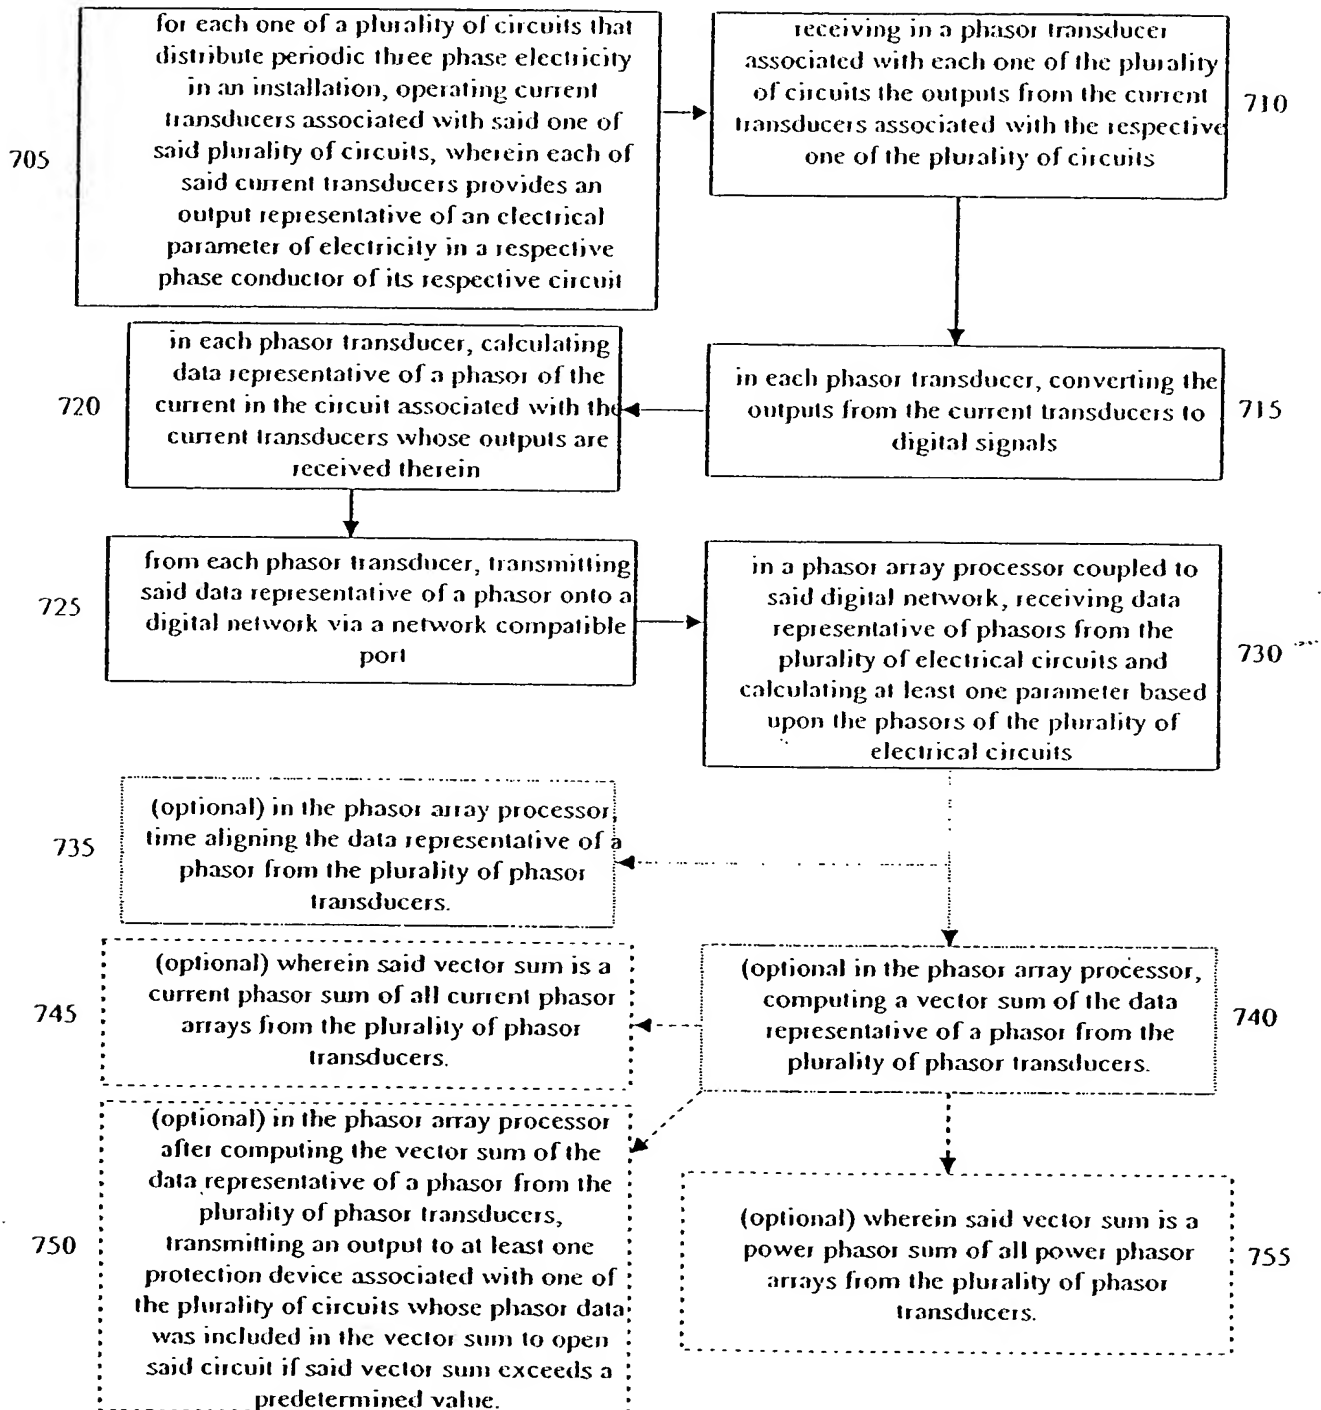 for each one of a plurality of circuits that
distribute periodic three phase electricity
in an installation, operating current
transducers associated with said one of
said plurality of circuits, wherein each of
said current transducers provides an
output representative of an electrical
parameter of electricity in a respective
phase conductor of its respective circuit
705
receiving in a phasor transducer
associated with each one of the plurality
of circuits the outputs from the current
transducers associated with the respective
one of the plurality of circuits
710
in each phasor transducer, converting the
outputs from the current transducers to
digital signals
715
in each phasor transducer, calculating
data representative of a phasor of the
current in the circuit associated with the
current transducers whose outputs are
received therein
720
from each phasor transducer, transmitting
said data representative of a phasor onto a
digital network via a network compatible
port
725
in a phasor array processor coupled to
said digital network, receiving data
representative of phasors from the
plurality of electrical circuits and
calculating at least one parameter based
upon the phasors of the plurality of
electrical circuits
730
(optional) in the phasor array processor,
time aligning the data representative of a
phasor from the plurality of phasor
transducers.
735
(optional in the phasor array processor,
computing a vector sum of the data
representative of a phasor from the
plurality of phasor transducers.
740
(optional) wherein said vector sum is a
current phasor sum of all current phasor
arrays from the plurality of phasor
transducers.
745
(optional) in the phasor array processor
after computing the vector sum of the
data representative of a phasor from the
plurality of phasor transducers,
transmitting an output to at least one
protection device associated with one of
the plurality of circuits whose phasor data
was included in the vector sum to open
said circuit if said vector sum exceeds a
predetermined value.
750
(optional) wherein said vector sum is a
power phasor sum of all power phasor
arrays from the plurality of phasor
transducers.
755